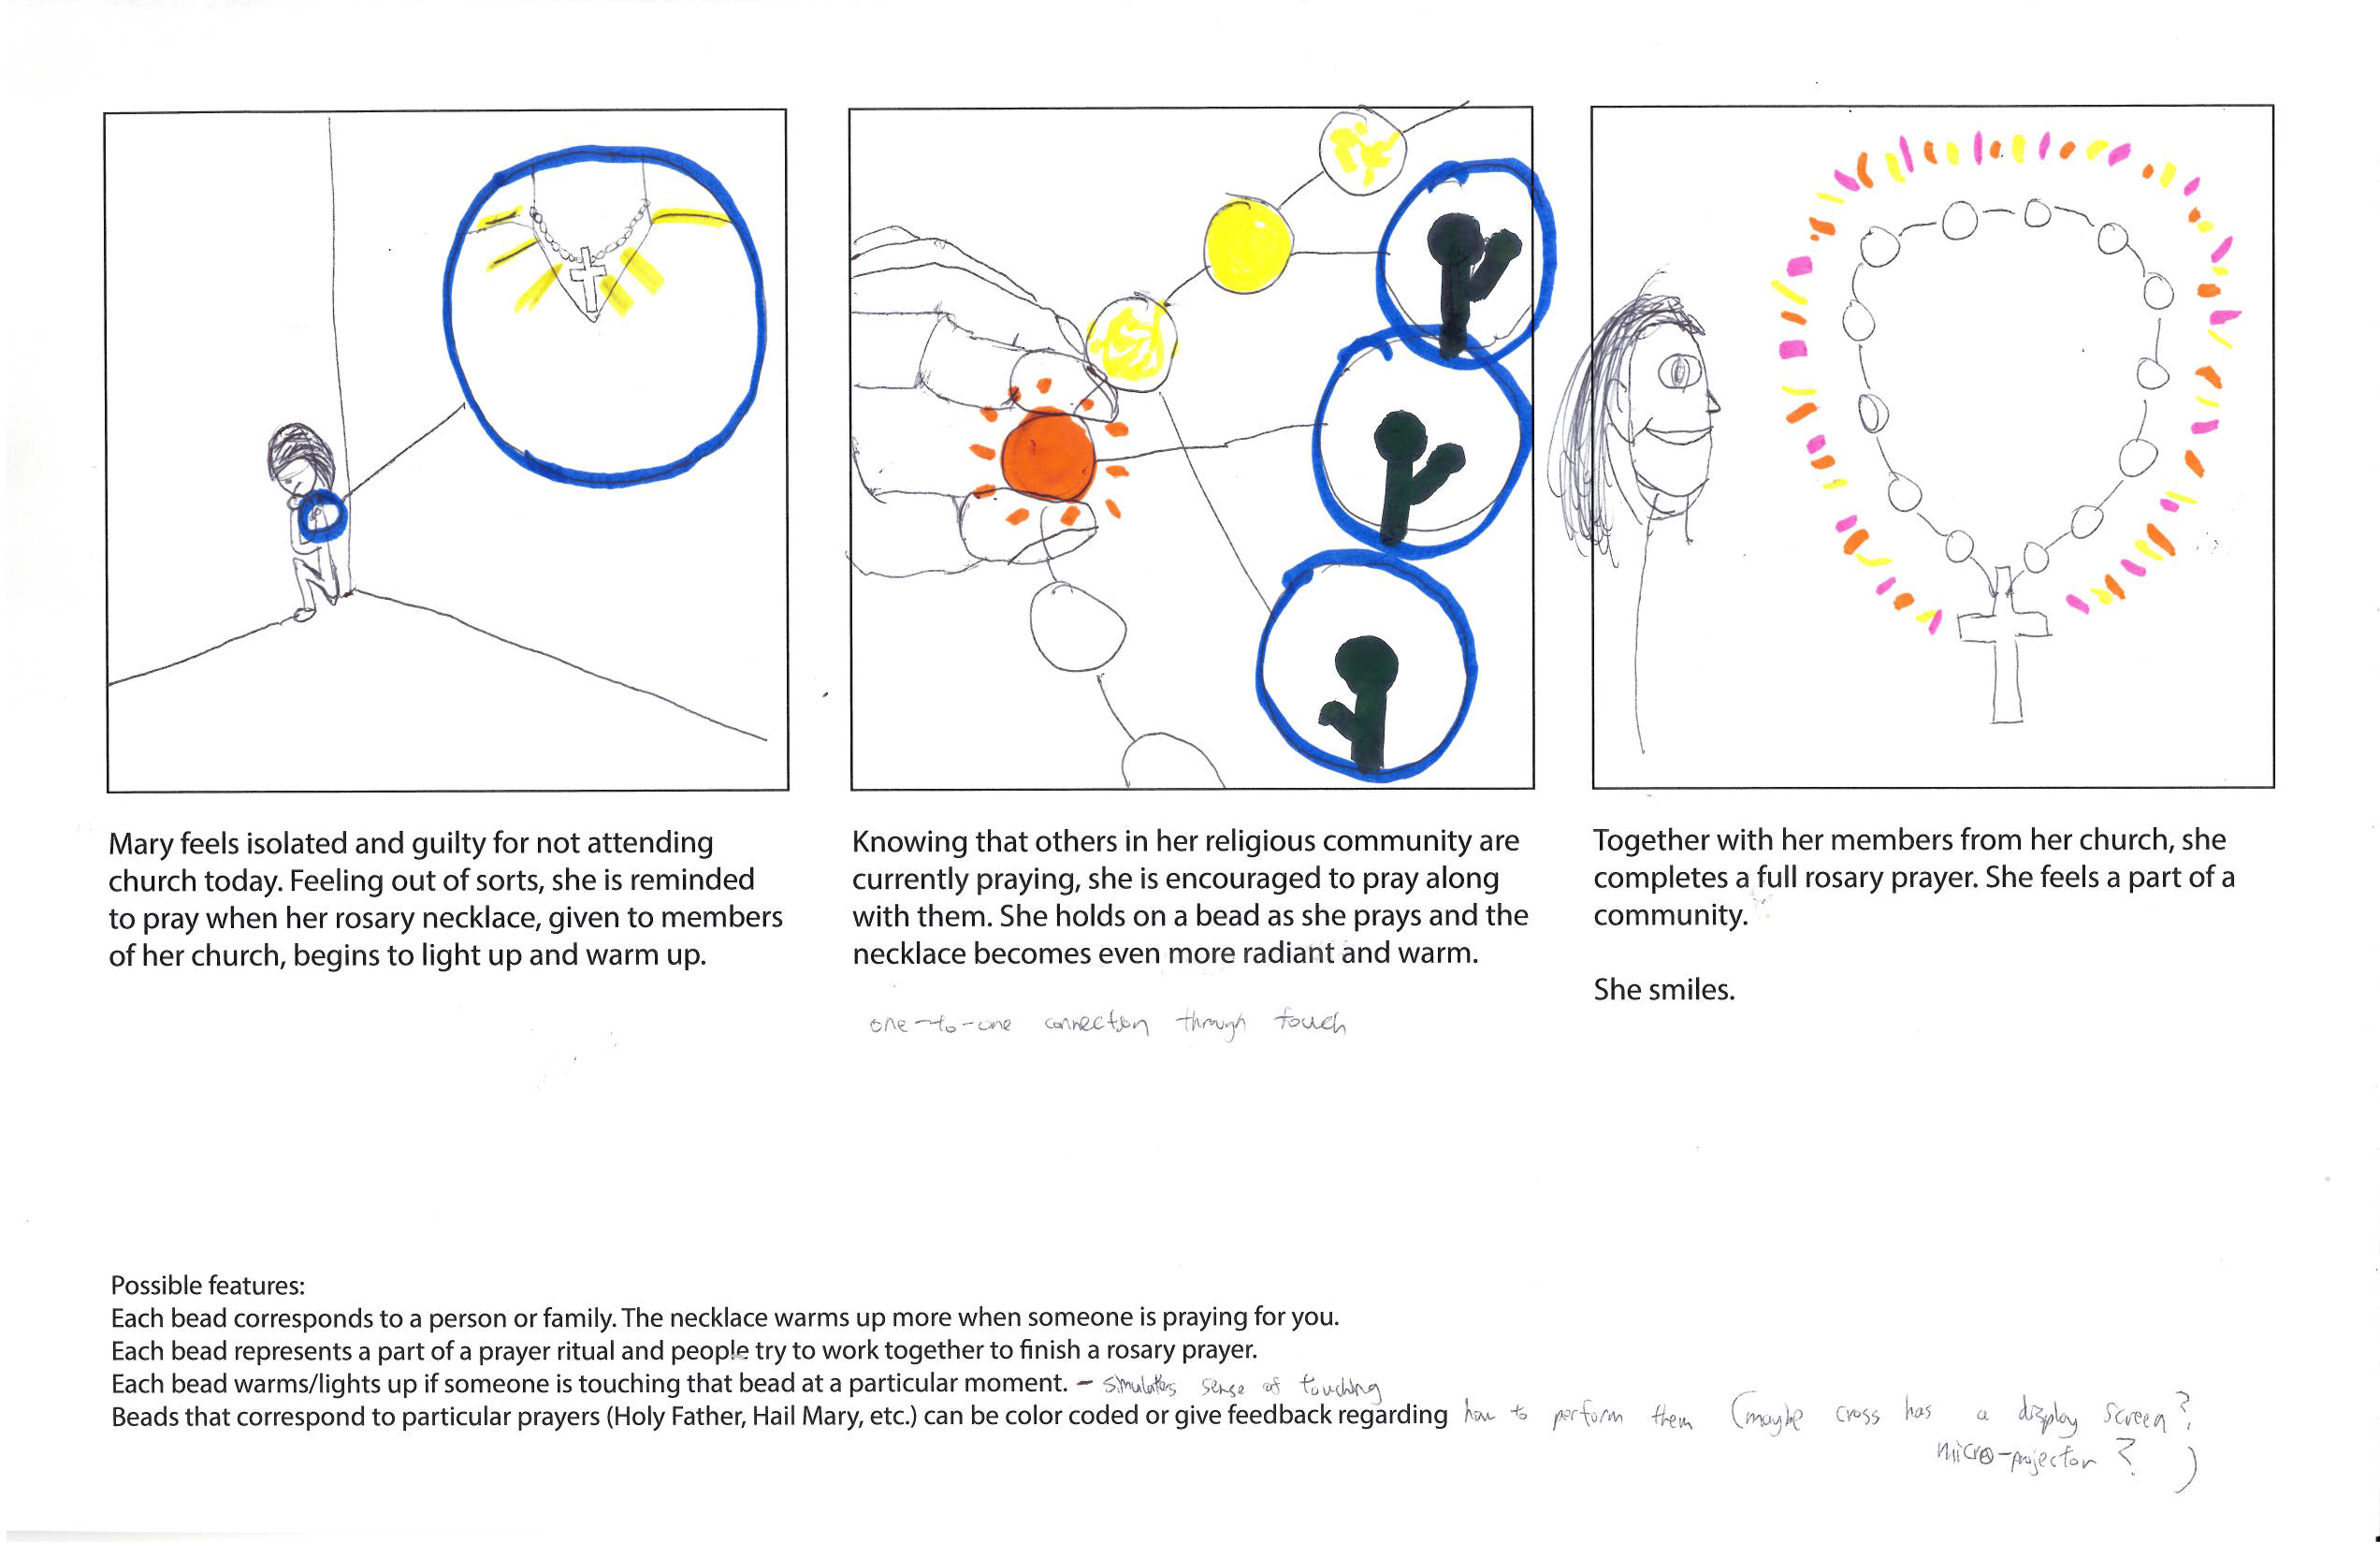 Mary feels isolated and guilty for not attending
church today. Feeling out of sorts, she is reminded
to pray when her rosary necklace, given to members
of her church, begins to light up and warm up.
Knowing that others in her religious community are
currently praying, she is encouraged to pray along
with them. She holds on a bead as she prays and the
necklace becomes even more radiant and warm.
one-to-one connection through touch
Together with her members from her church, she
completes a full rosary prayer. She feels a part of a
community.
She smiles.
Possible features:
Each bead corresponds to a person or family. The necklace warms up more when someone is praying for you.
Each bead represents a part of a prayer ritual and people try to work together to finish a rosary prayer.
Each bead warms/lights up if someone is touching that bead at a particular moment. - simulates sense of touching
Beads that correspond to particular prayers (Holy Father, Hail Mary, etc.) can be color coded or give feedback regarding how to perform them (maybe cross has a display screen?,
micro-projector? )